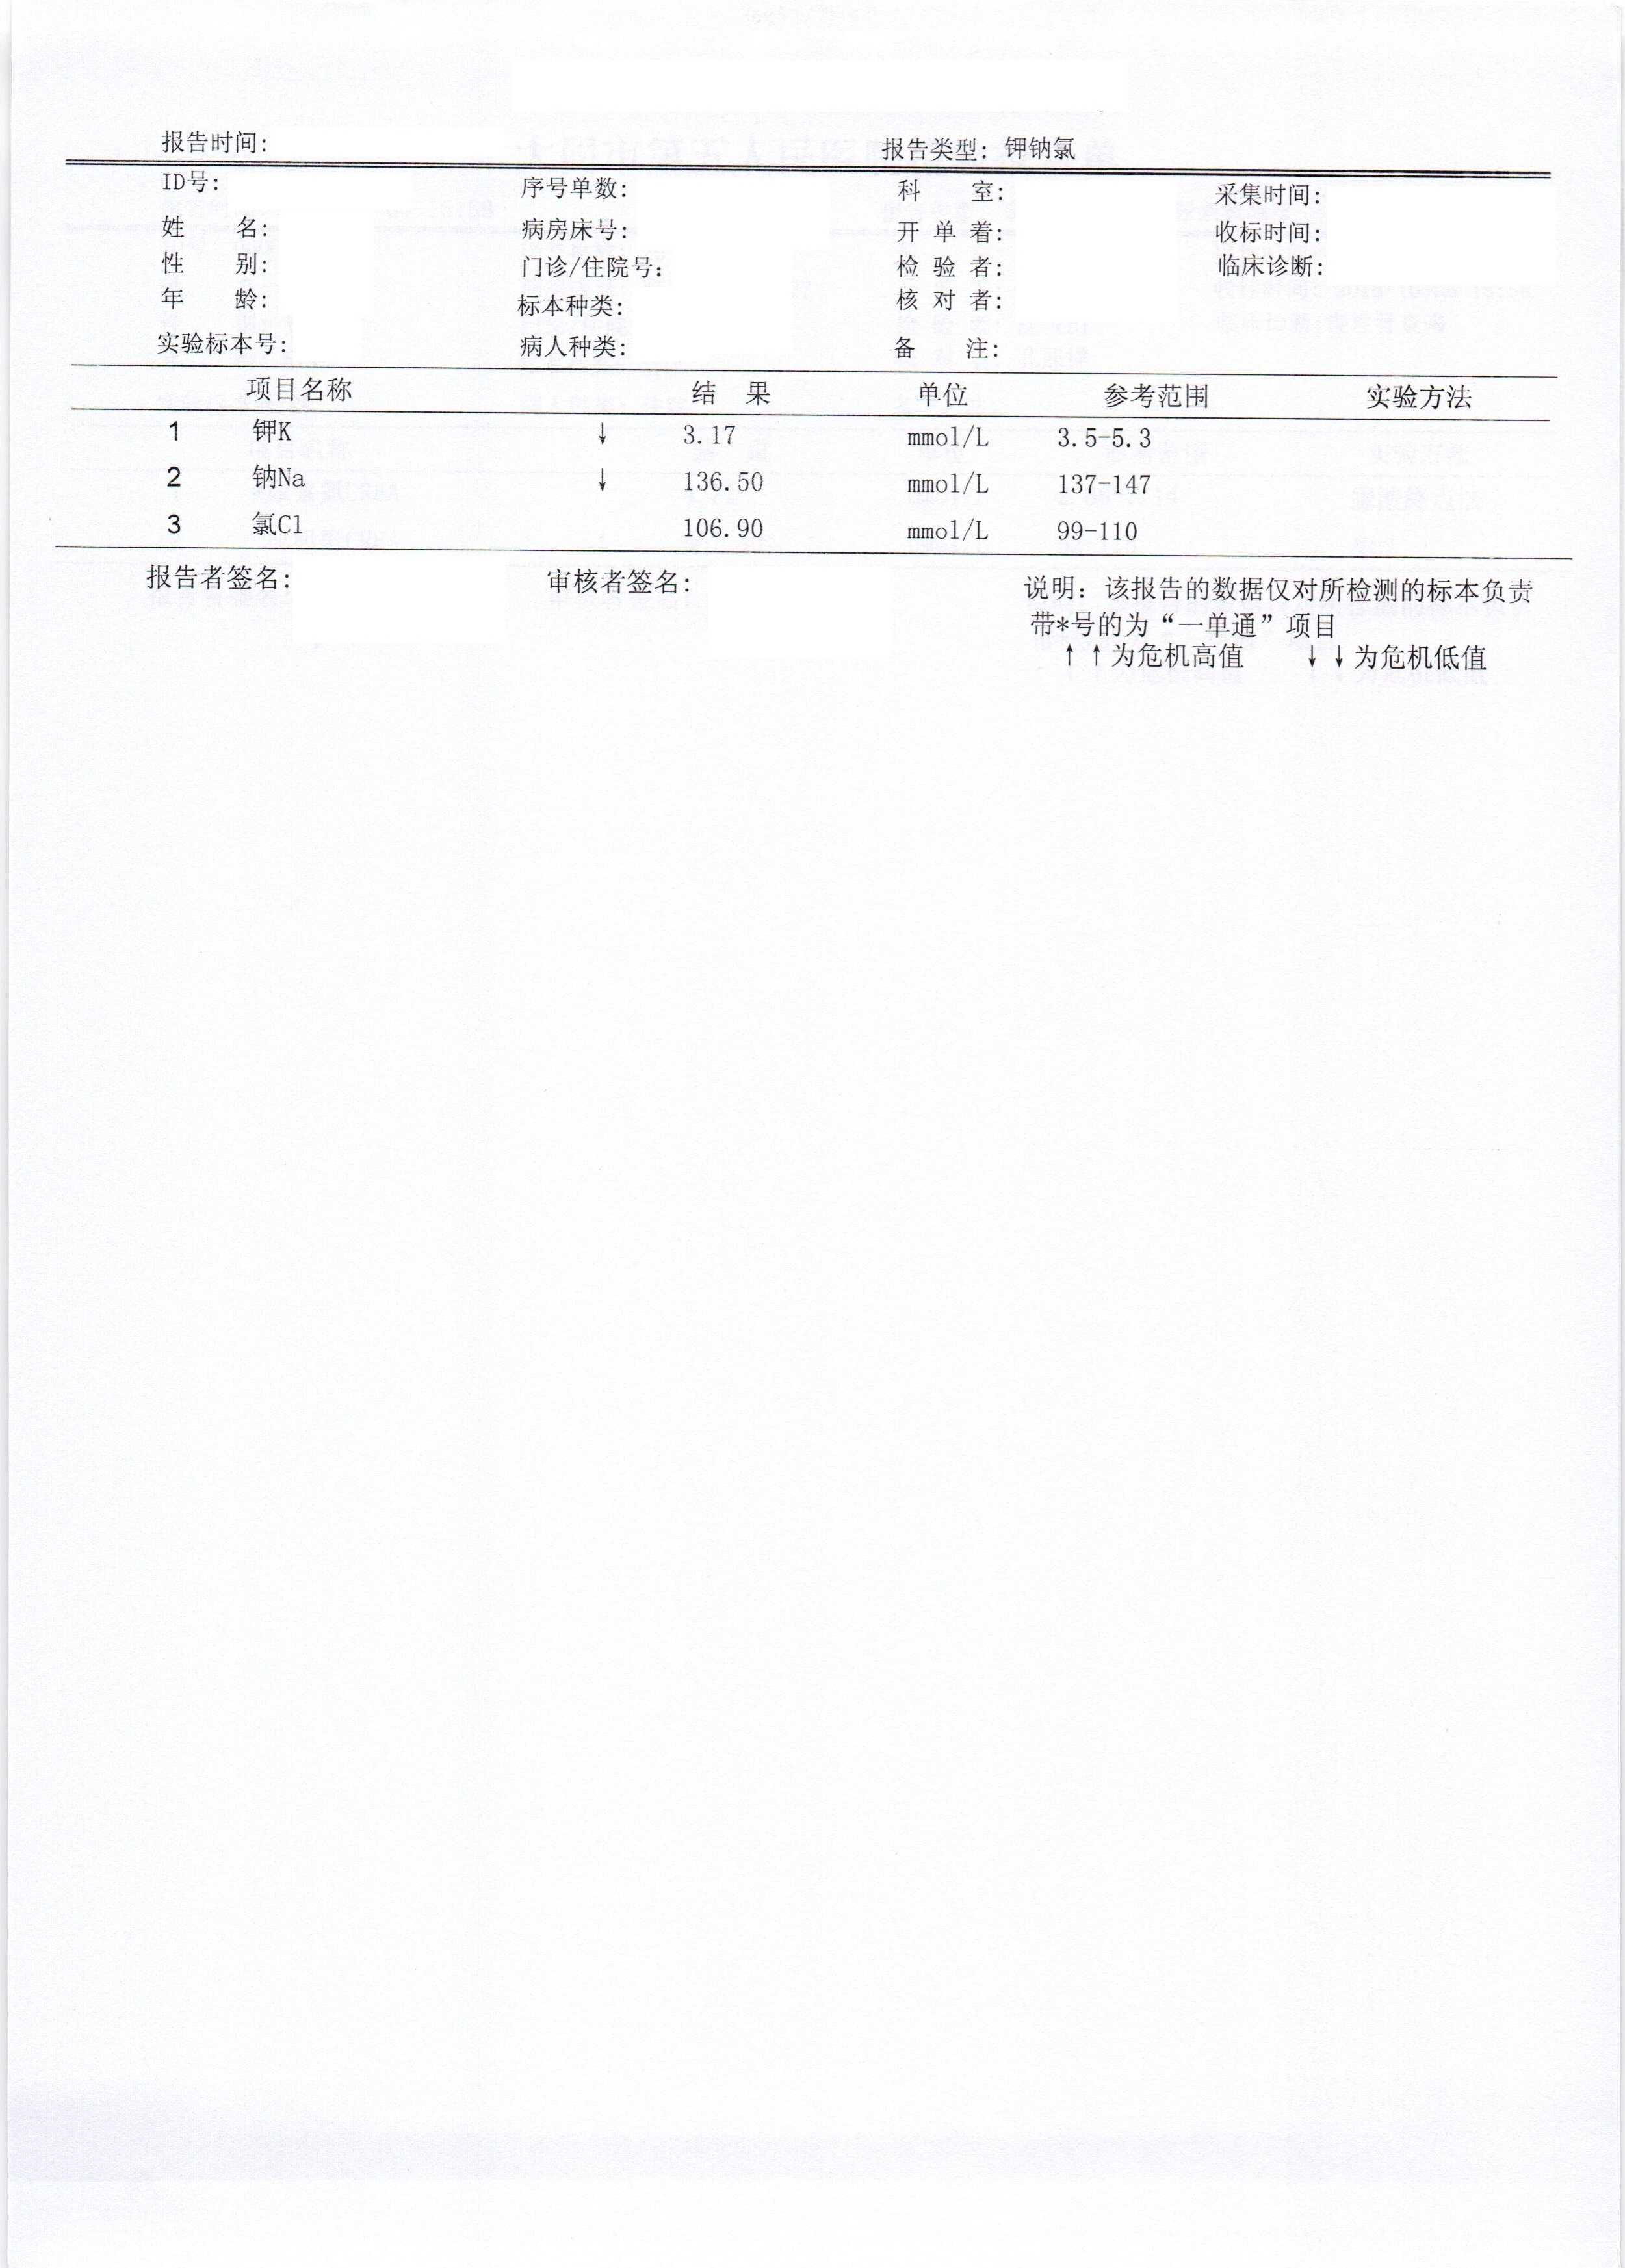 报告时间: 报告类型: 钾钠氯
ID号: 序号单数: 科 室: 采集时间:
姓 名: 病房床号: 开 单 着: 收标时间:
性 别: 门诊/住院号: 检 验 者: 临床诊断:
年 龄: 标本种类: 核 对 者:
实验标本号: 病人种类: 备 注:
项目名称 结 果 单位 参考范围 实验方法
1 钾K ↓ 3.17 mmol/L 3.5-5.3
2 钠Na ↓ 136.50 mmol/L 137-147
3 氯Cl 106.90 mmol/L 99-110
报告者签名: 审核者签名: 说明: 该报告的数据仅对所检测的标本负责
带*号的为“一单通”项目
↑↑为危机高值 ↓↓为危机低值